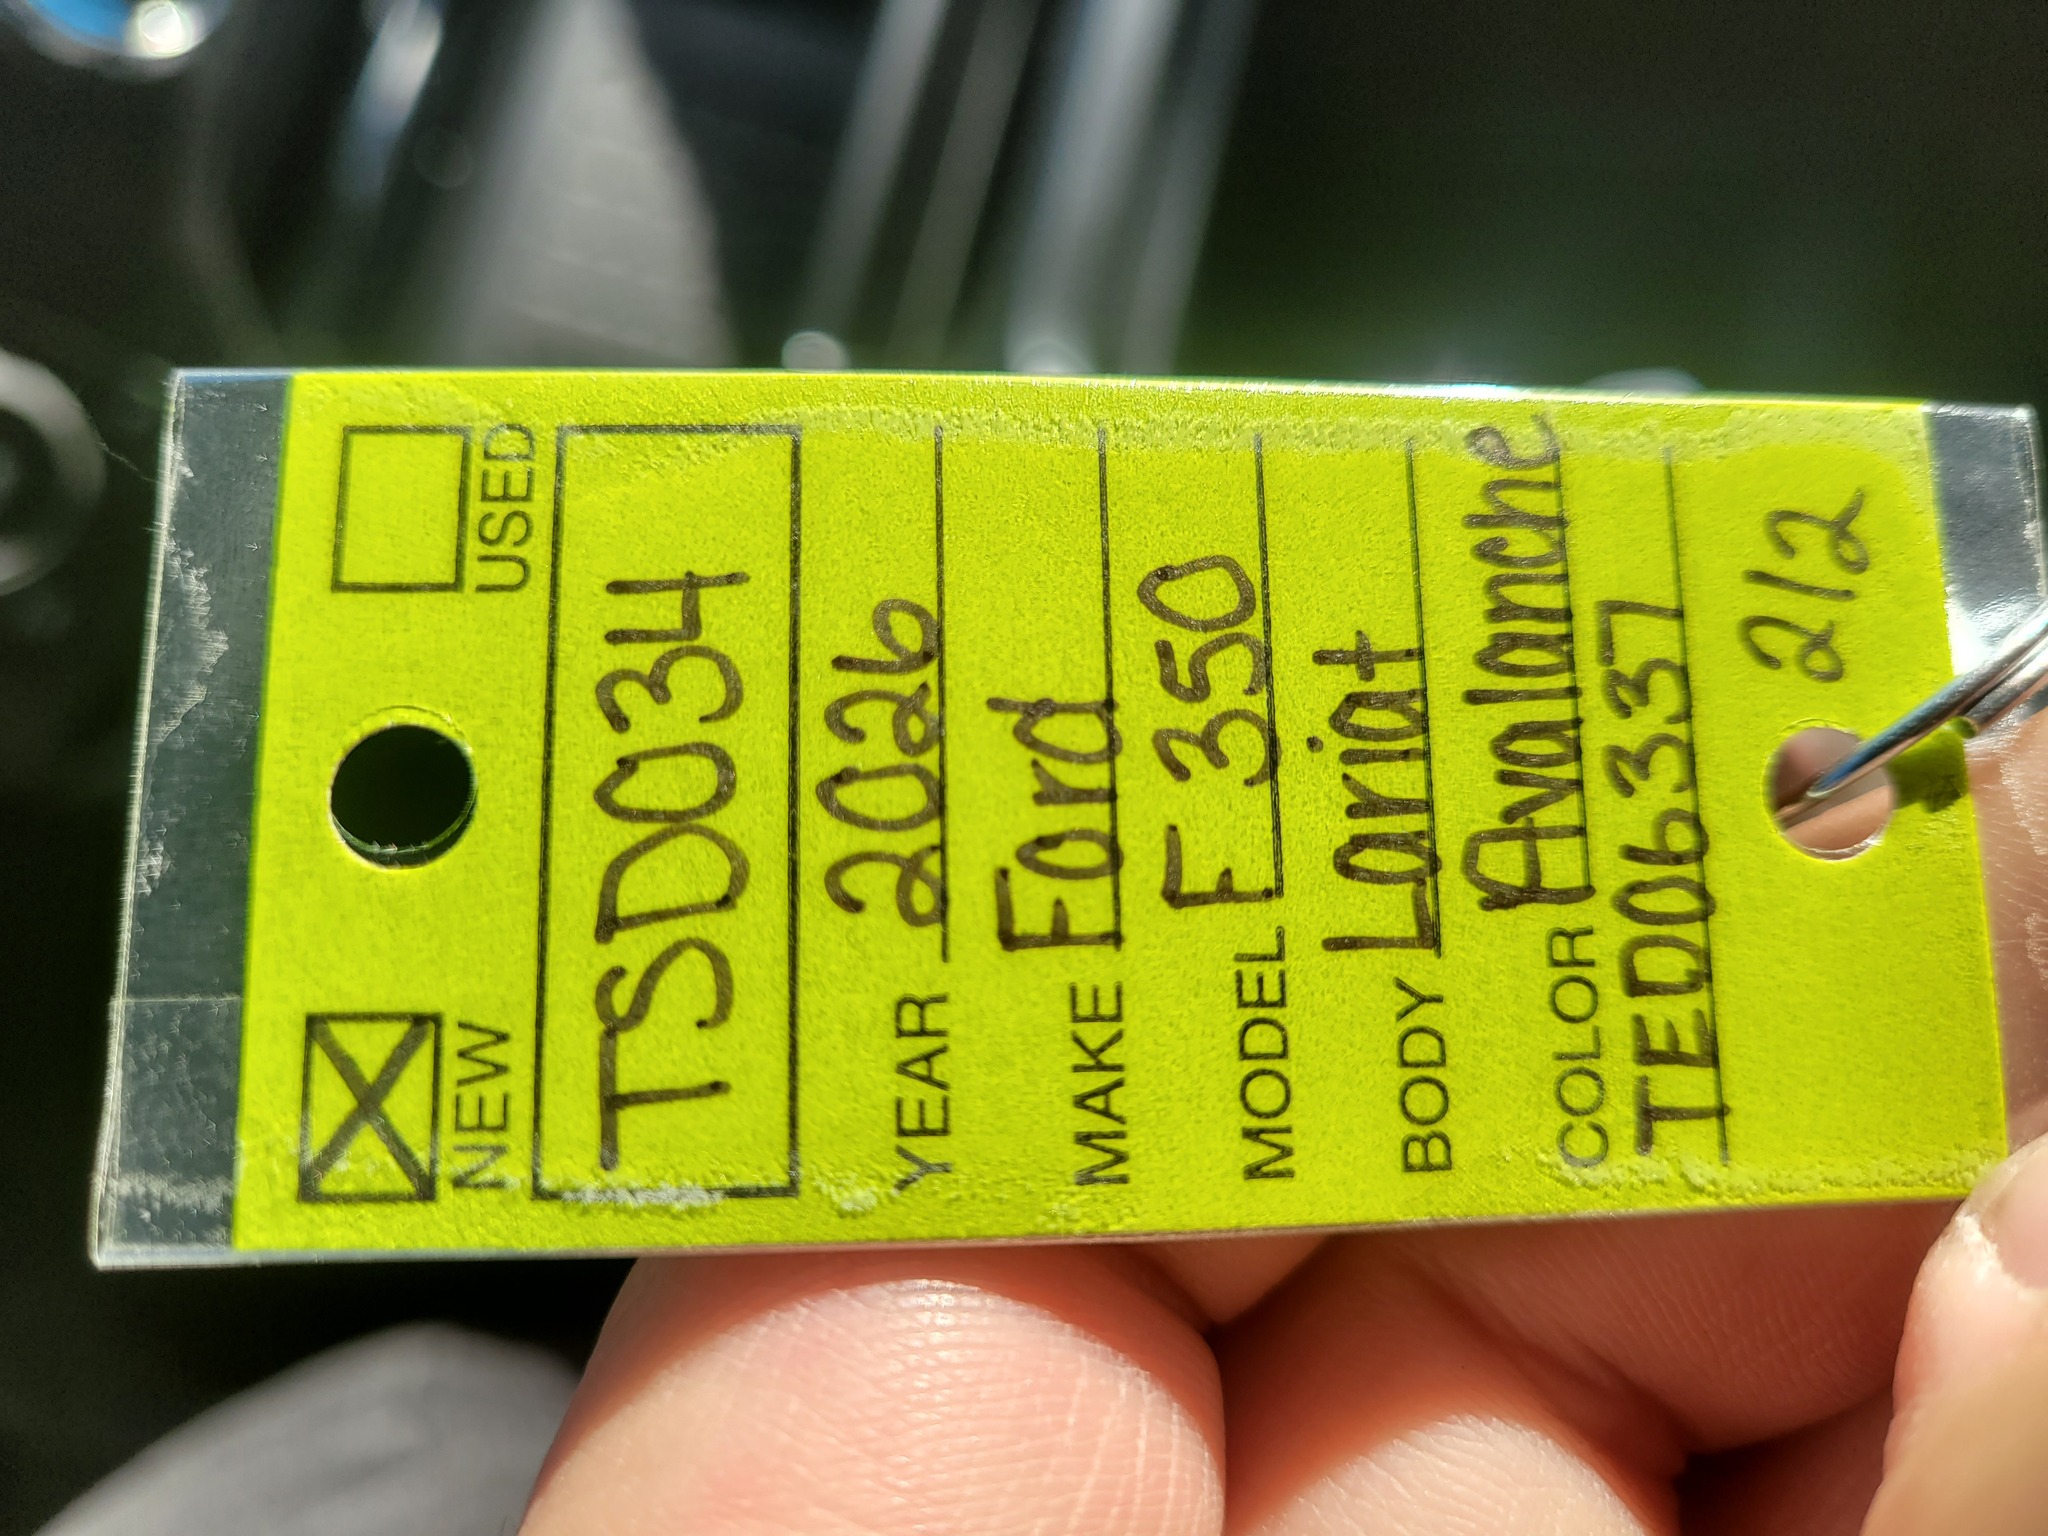 NEW USED
TSD034
YEAR 2026
MAKE Ford
MODEL F 350
BODY Lariat
COLOR Avalanche
TED06337
2/2